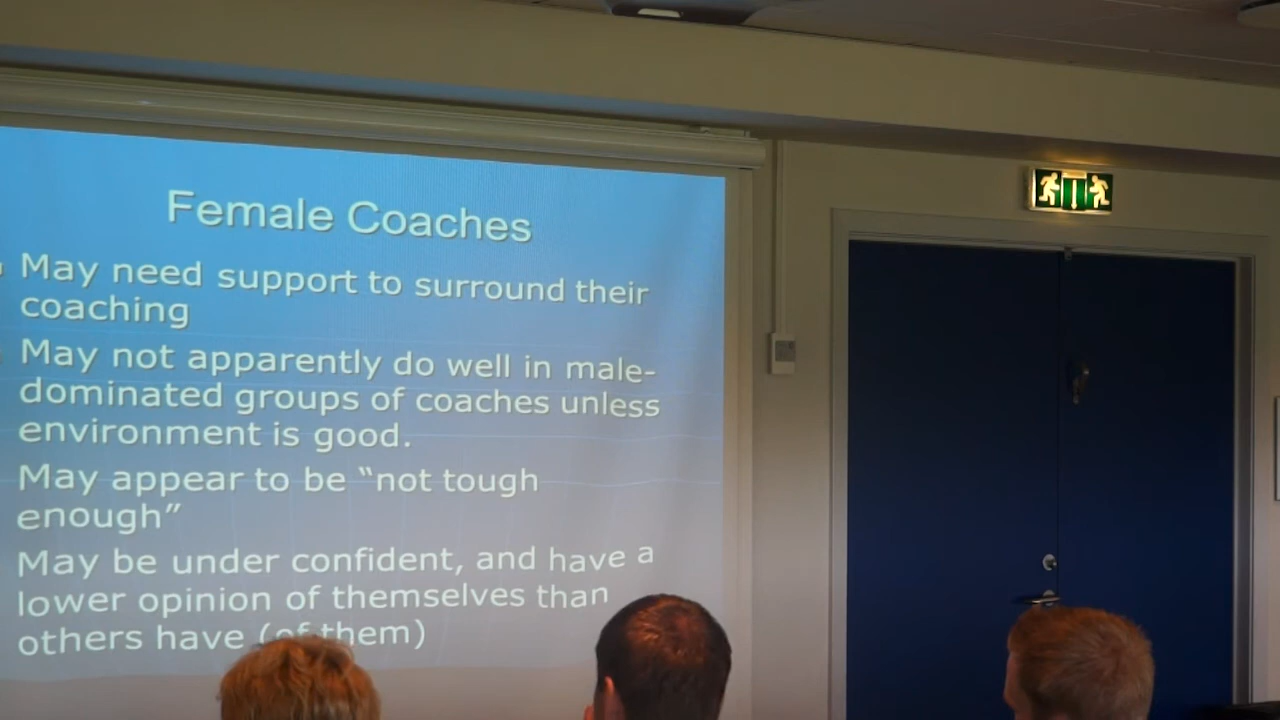 Female Coaches
May need support to surround their
coaching
May not apparently do well in male-
dominated groups of coaches unless
environment is good.
May appear to be “not tough
enough”
May be under confident, and have a
lower opinion of themselves than
others have (of them)